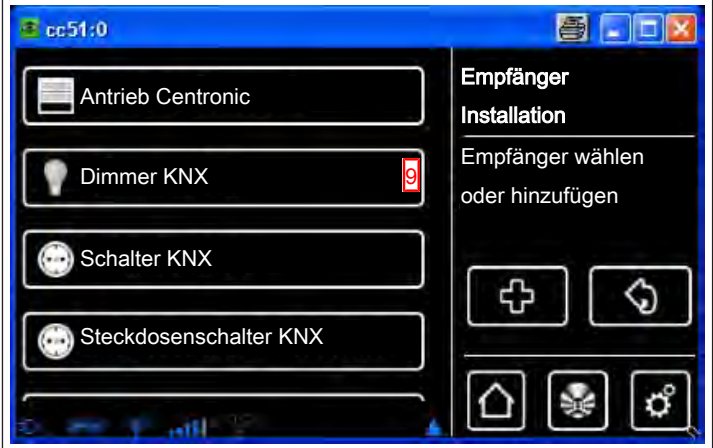 cc51:0
Antrieb Centronic
Dimmer KNX 9
Schalter KNX
Steckdosenschalter KNX
Empfänger
Installation
Empfänger wählen
oder hinzufügen